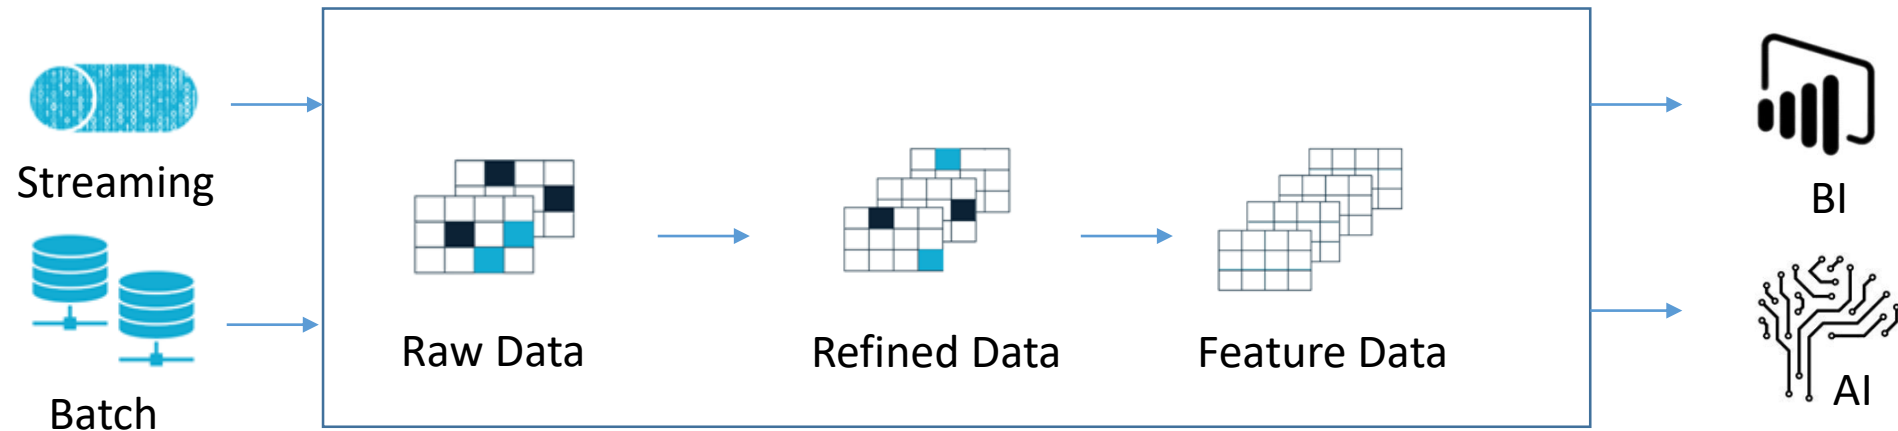 Streaming
Batch
Raw Data
Refined Data
Feature Data
BI
AI